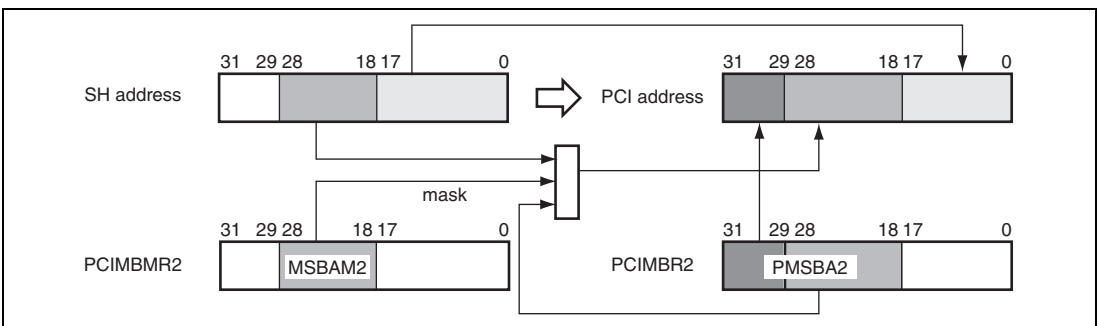 31 29 28 18 17 0
SH address
31 29 28 18 17 0
PCI address
mask
31 29 28 18 17 0
PCIMBMR2
MSBAM2
31 29 28 18 17 0
PCIMBR2
PMSBA2